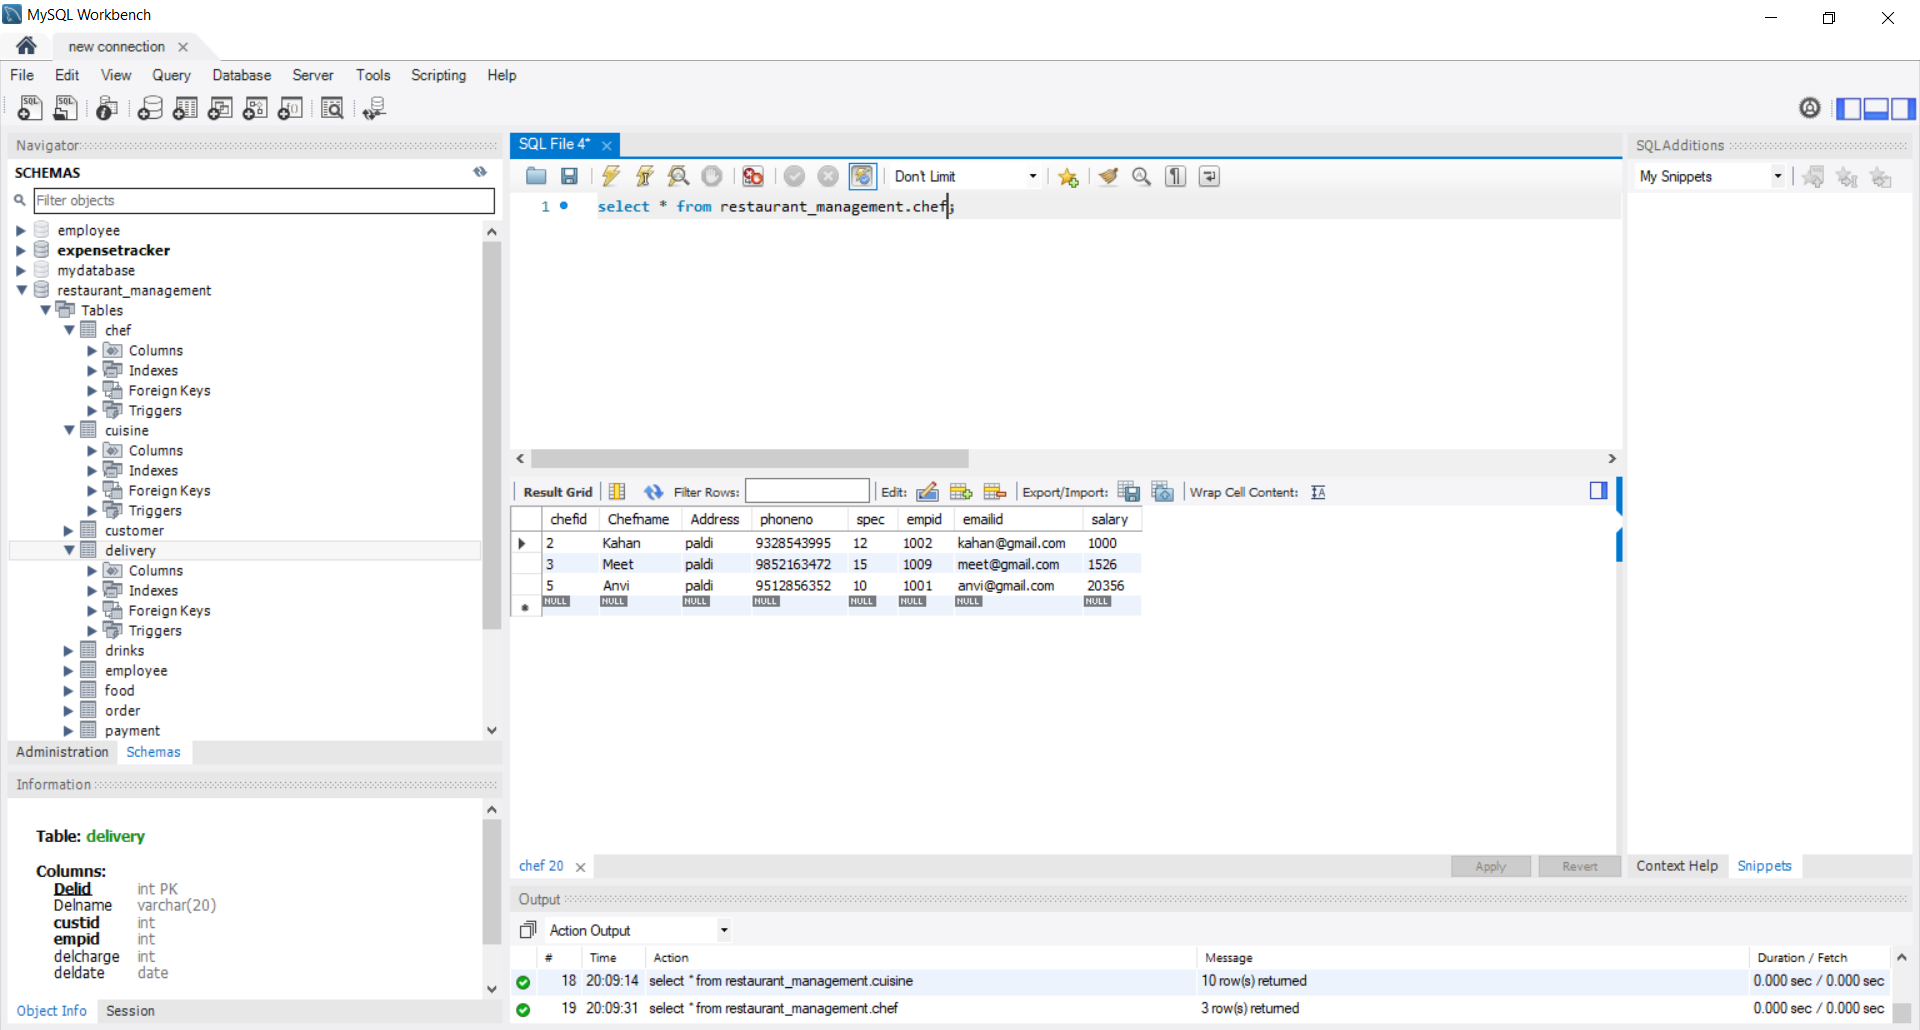 MySQL Workbench
new connection
File Edit View Query Database Server Tools Scripting Help
Navigator
SCHEMAS
Filter objects
employee
expensetracker
mydatabase
restaurant_management
Tables
chef
Columns
Indexes
Foreign Keys
Triggers
cuisine
Columns
Indexes
Foreign Keys
Triggers
customer
delivery
Columns
Indexes
Foreign Keys
Triggers
drinks
employee
food
order
payment
Administration Schemas
Information
Table: delivery
Columns:
Delid int PK
Delname varchar(20)
custid int
empid int
delcharge int
deldate date
Object Info Session
SQL File 4*
Don't Limit
1 select * from restaurant_management.chef;
Result Grid Filter Rows: Edit: Export/Import: Wrap Cell Content:
chefid Chefname Address phoneno spec empid emailid salary
2 Kahan paldi 9328543995 12 1002 kahan@gmail.com 1000
3 Meet paldi 9852163472 15 1009 meet@gmail.com 1526
5 Anvi paldi 9512856352 10 1001 anvi@gmail.com 20356
NULL NULL NULL NULL NULL NULL NULL NULL
chef 20
Apply Revert
Output
Action Output
# Time Action Message Duration / Fetch
18 20:09:14 select * from restaurant_management.cuisine 10 row(s) returned 0.000 sec / 0.000 sec
19 20:09:31 select * from restaurant_management.chef 3 row(s) returned 0.000 sec / 0.000 sec
SQLAdditions
My Snippets
Context Help Snippets